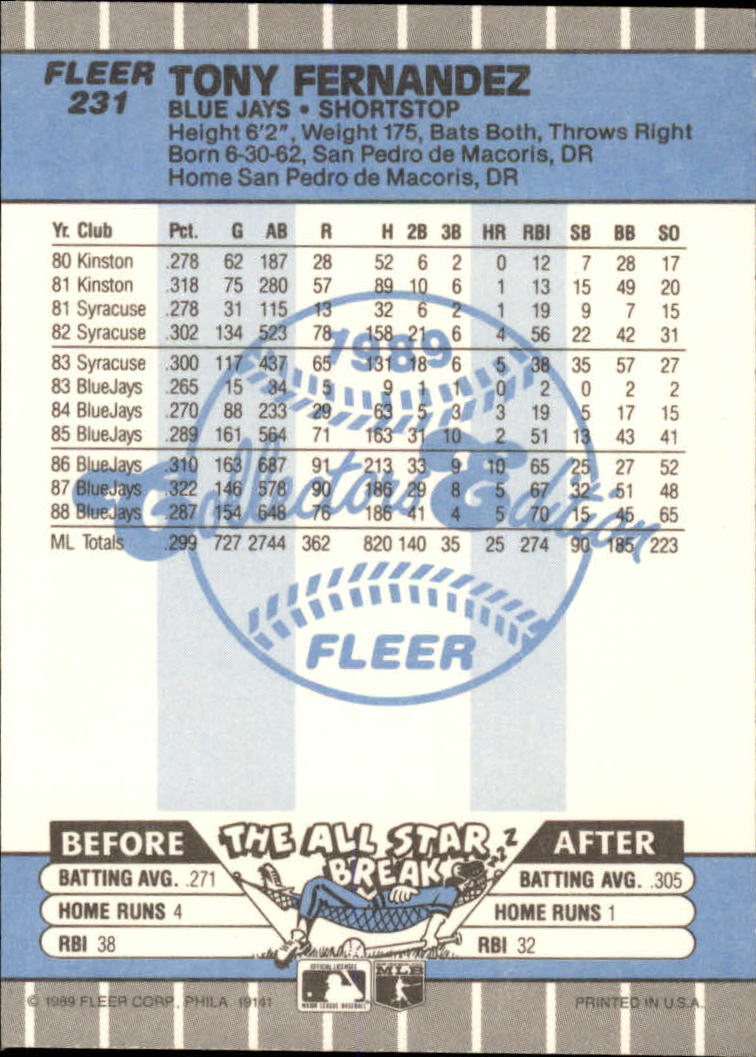 FLEER
231
TONY FERNANDEZ
BLUE JAYS • SHORTSTOP
Height 6'2", Weight 175, Bats Both, Throws Right
Born 6-30-62, San Pedro de Macoris, DR
Home San Pedro de Macoris, DR
Yr. Club Pct. G AB R H 2B 3B HR RBI SB BB SO
80 Kinston .278 62 187 28 52 6 2 0 12 7 28 17
81 Kinston .318 75 280 57 89 10 6 1 13 15 49 20
81 Syracuse .278 31 115 13 32 6 2 1 19 9 7 15
82 Syracuse .302 134 523 78 158 21 6 4 56 22 42 31
83 Syracuse .300 117 437 65 131 18 6 5 38 35 57 27
83 BlueJays .265 15 34 5 9 1 1 0 2 0 2 2
84 BlueJays .270 88 233 29 63 5 3 3 19 5 17 15
85 BlueJays .289 161 564 71 163 31 10 2 51 13 43 41
86 BlueJays .310 163 687 91 213 33 9 10 65 25 27 52
87 BlueJays .322 146 578 90 186 29 8 5 67 32 51 48
88 BlueJays .287 154 648 76 186 41 4 5 70 15 45 65
ML Totals .299 727 2744 362 820 140 35 25 274 90 185 223
1989
Collectors' Edition
FLEER
BEFORE THE ALL STAR BREAK AFTER
ZZZ
BATTING AVG. .271 BATTING AVG. .305
HOME RUNS 4 HOME RUNS 1
RBI 38 RBI 32
OFFICIAL LICENSEE
MAJOR LEAGUE BASEBALL
MLB
© 1989 FLEER CORP., PHILA. 19141 PRINTED IN U.S.A.